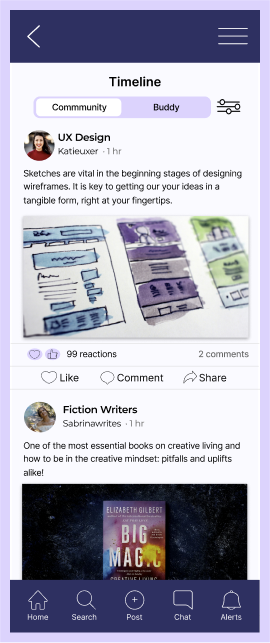 Timeline
Commmunity
Buddy
UX Design
Katieuxer · 1 hr
Sketches are vital in the beginning stages of designing
wireframes. It is key to getting our your ideas in a
tangible form, right at your fingertips.
99 reactions
2 comments
Like
Comment
Share
Fiction Writers
Sabrinawrites · 1 hr
One of the most essential books on creative living and
how to be in the creative mindset: pitfalls and uplifts
alike!
ELIZABETH GILBERT
BIG
MAGIC
CREATIVE LIVING
Home
Search
Post
Chat
Alerts